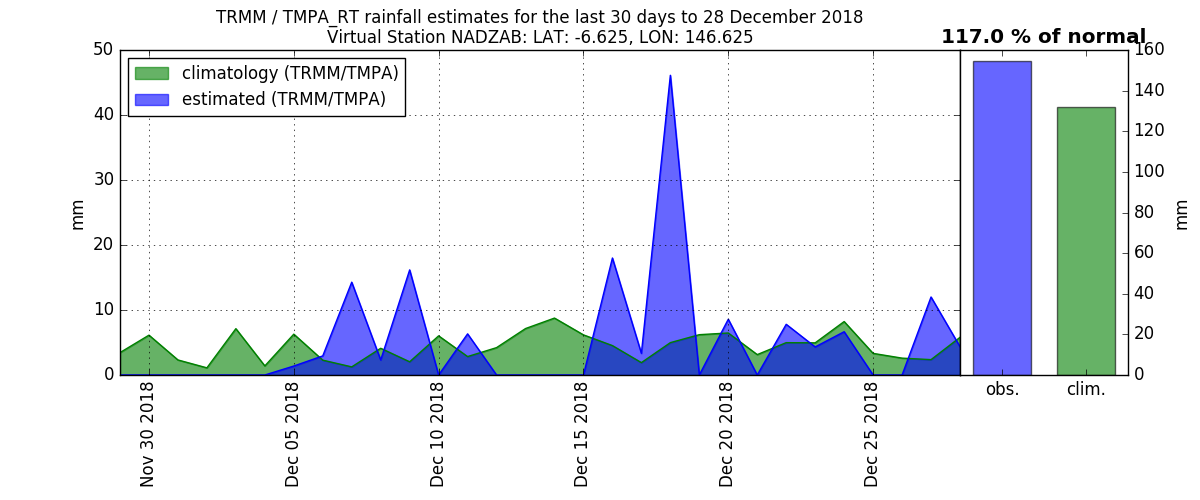 TRMM / TMPA_RT rainfall estimates for the last 30 days to 28 December 2018
Virtual Station NADZAB: LAT: -6.625, LON: 146.625
117.0 % of normal
climatology (TRMM/TMPA)
estimated (TRMM/TMPA)
50
40
30
20
10
0
mm
Nov 30 2018
Dec 05 2018
Dec 10 2018
Dec 15 2018
Dec 20 2018
Dec 25 2018
160
140
120
100
80
60
40
20
0
mm
obs.
clim.